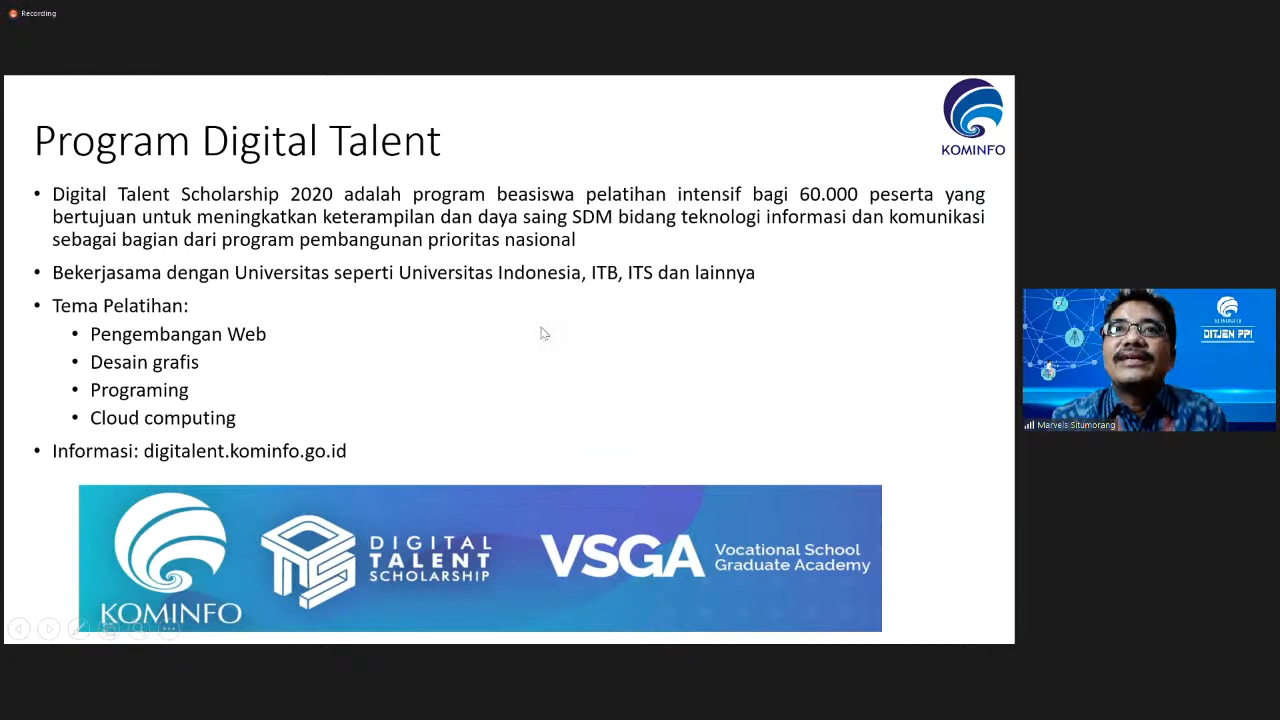 Recording
KOMINFO
Program Digital Talent
• Digital Talent Scholarship 2020 adalah program beasiswa pelatihan intensif bagi 60.000 peserta yang
bertujuan untuk meningkatkan keterampilan dan daya saing SDM bidang teknologi informasi dan komunikasi
sebagai bagian dari program pembangunan prioritas nasional
• Bekerjasama dengan Universitas seperti Universitas Indonesia, ITB, ITS dan lainnya
• Tema Pelatihan:
• Pengembangan Web
• Desain grafis
• Programing
• Cloud computing
• Informasi: digitalent.kominfo.go.id
KOMINFO
DTS
DIGITAL
TALENT
SCHOLARSHIP
VSGA
Vocational School
Graduate Academy
KOMINFO
DITJEN PPI
Marvels Situmorang